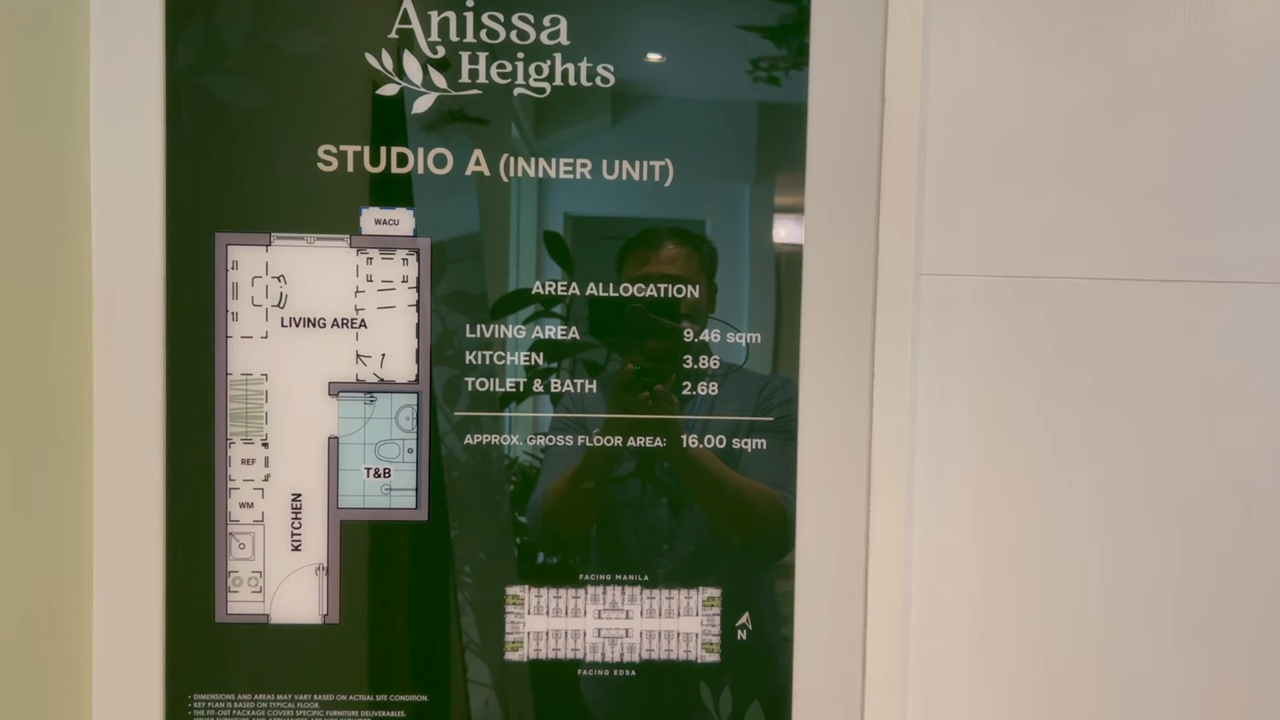 Anissa
Heights
STUDIO A (INNER UNIT)
WACU
LIVING AREA
REF
WM
KITCHEN
T&B
AREA ALLOCATION
LIVING AREA 9.46 sqm
KITCHEN 3.86
TOILET & BATH 2.68
APPROX. GROSS FLOOR AREA: 16.00 sqm
FACING MANILA
N
FACING EDSA
• DIMENSIONS AND AREAS MAY VARY BASED ON ACTUAL SITE CONDITION.
• KEY PLAN IS BASED ON TYPICAL FLOOR.
• THE FIT-OUT PACKAGE COVERS SPECIFIC FURNITURE DELIVERABLES.